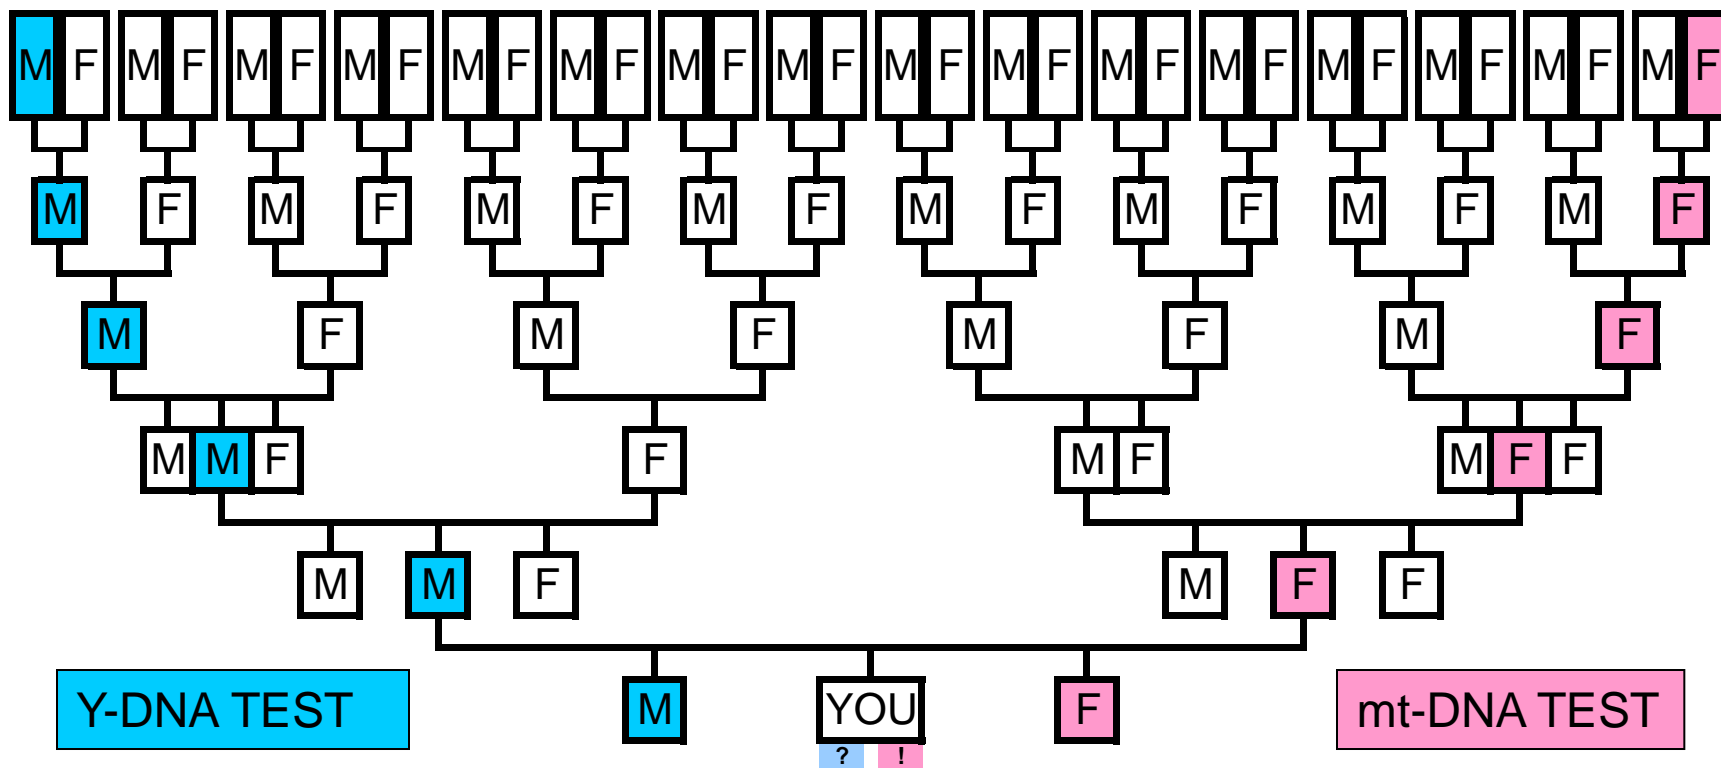 M F M F M F M F M F M F M F M F M F M F M F M F M F M F M F M F
M F M F M F M F M F M F M F M F
M F M F M F M F
M M F F M F M F F
M M F M F F
Y-DNA TEST M YOU F mt-DNA TEST
? !